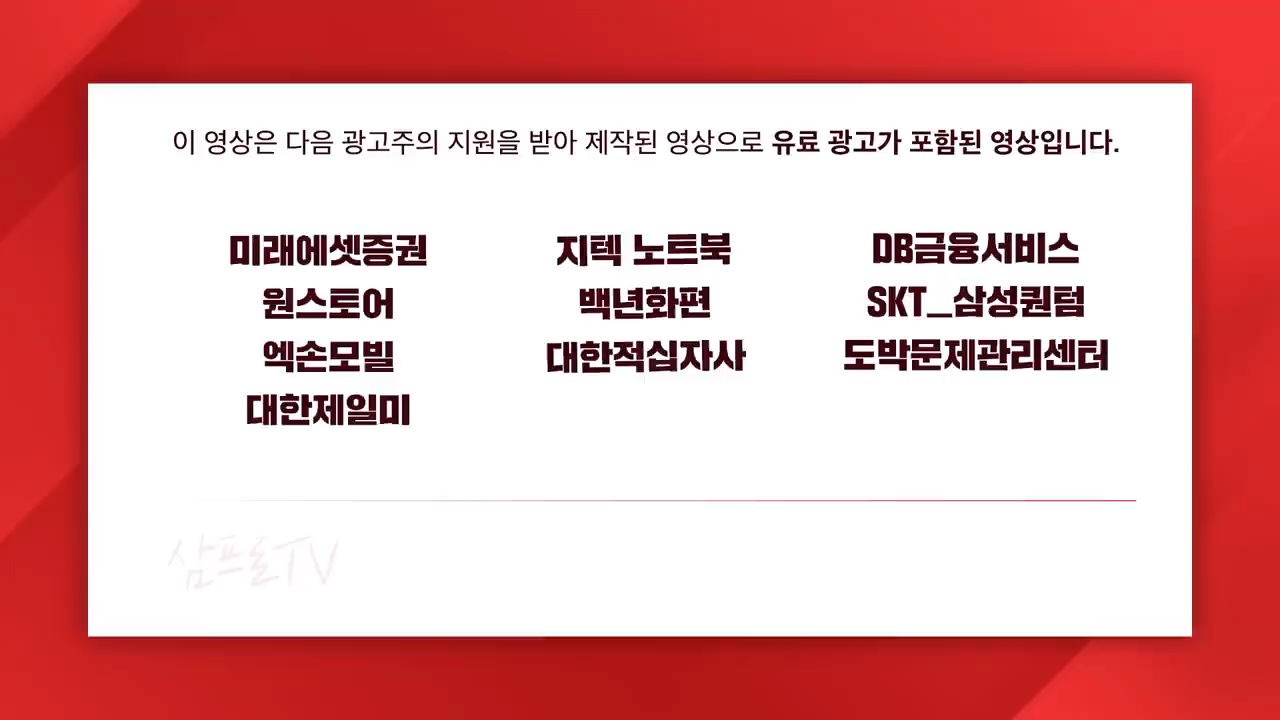 이 영상은 다음 광고주의 지원을 받아 제작된 영상으로 유료 광고가 포함된 영상입니다.
미래에셋증권 지텍 노트북 DB금융서비스
원스토어 백년화편 SKT_삼성퀀텀
엑손모빌 대한적십자사 도박문제관리센터
대한제일미
삼프로TV